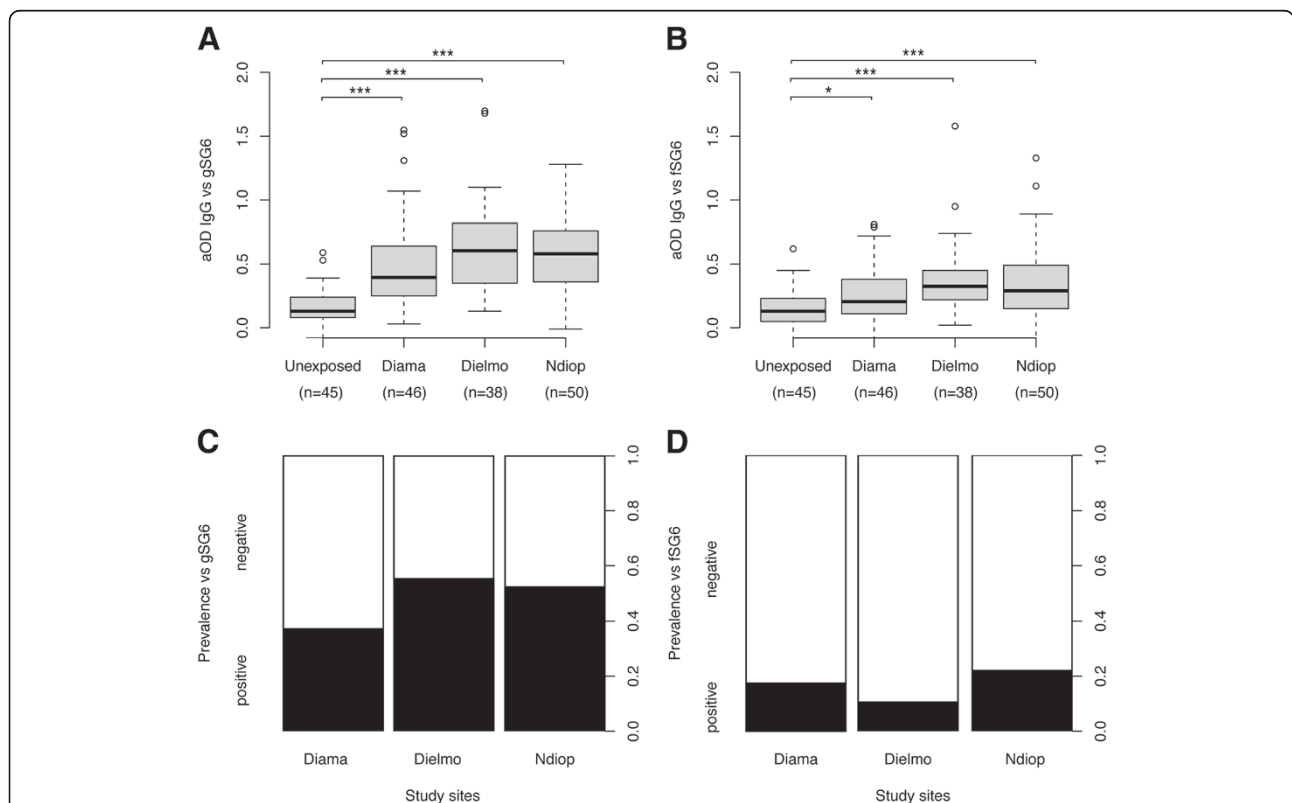 A
***
***
***
aOD IgG vs gSG6
2.0
1.5
1.0
0.5
0.0
Unexposed Diama Dielmo Ndiop
(n=45) (n=46) (n=38) (n=50)
B
***
***
*
aOD IgG vs fSG6
2.0
1.5
1.0
0.5
0.0
Unexposed Diama Dielmo Ndiop
(n=45) (n=46) (n=38) (n=50)
C
Prevalence vs gSG6
negative
positive
1.0
0.8
0.6
0.4
0.2
0.0
Diama Dielmo Ndiop
Study sites
D
Prevalence vs fSG6
negative
positive
1.0
0.8
0.6
0.4
0.2
0.0
Diama Dielmo Ndiop
Study sites